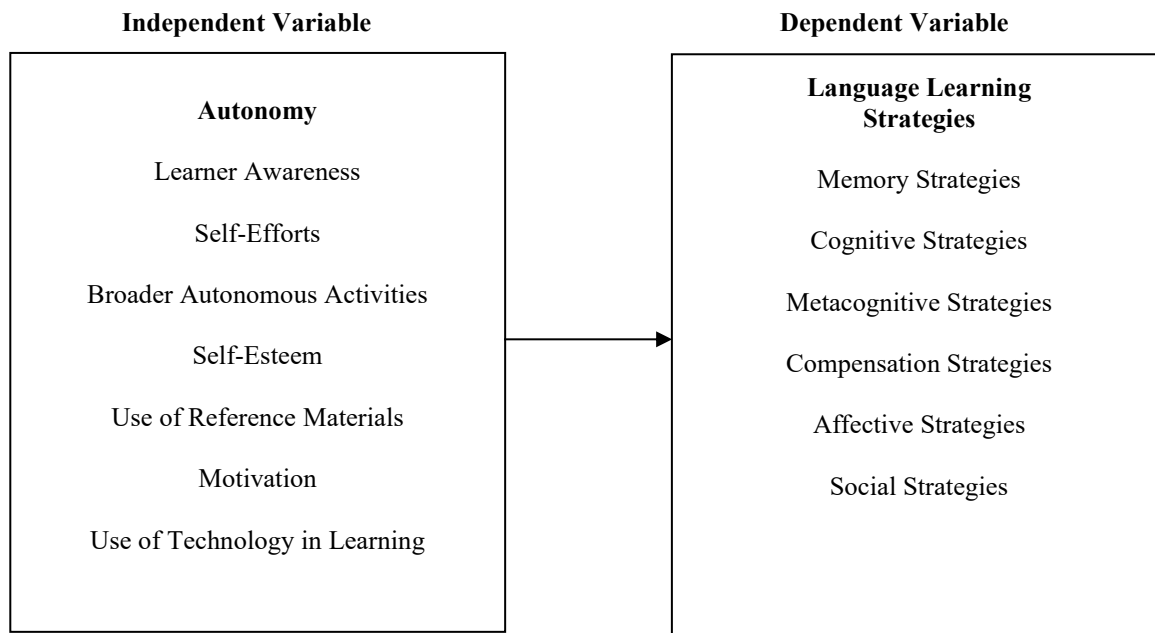 Independent Variable
Autonomy
Learner Awareness
Self-Efforts
Broader Autonomous Activities
Self-Esteem
Use of Reference Materials
Motivation
Use of Technology in Learning
Dependent Variable
Language Learning
Strategies
Memory Strategies
Cognitive Strategies
Metacognitive Strategies
Compensation Strategies
Affective Strategies
Social Strategies